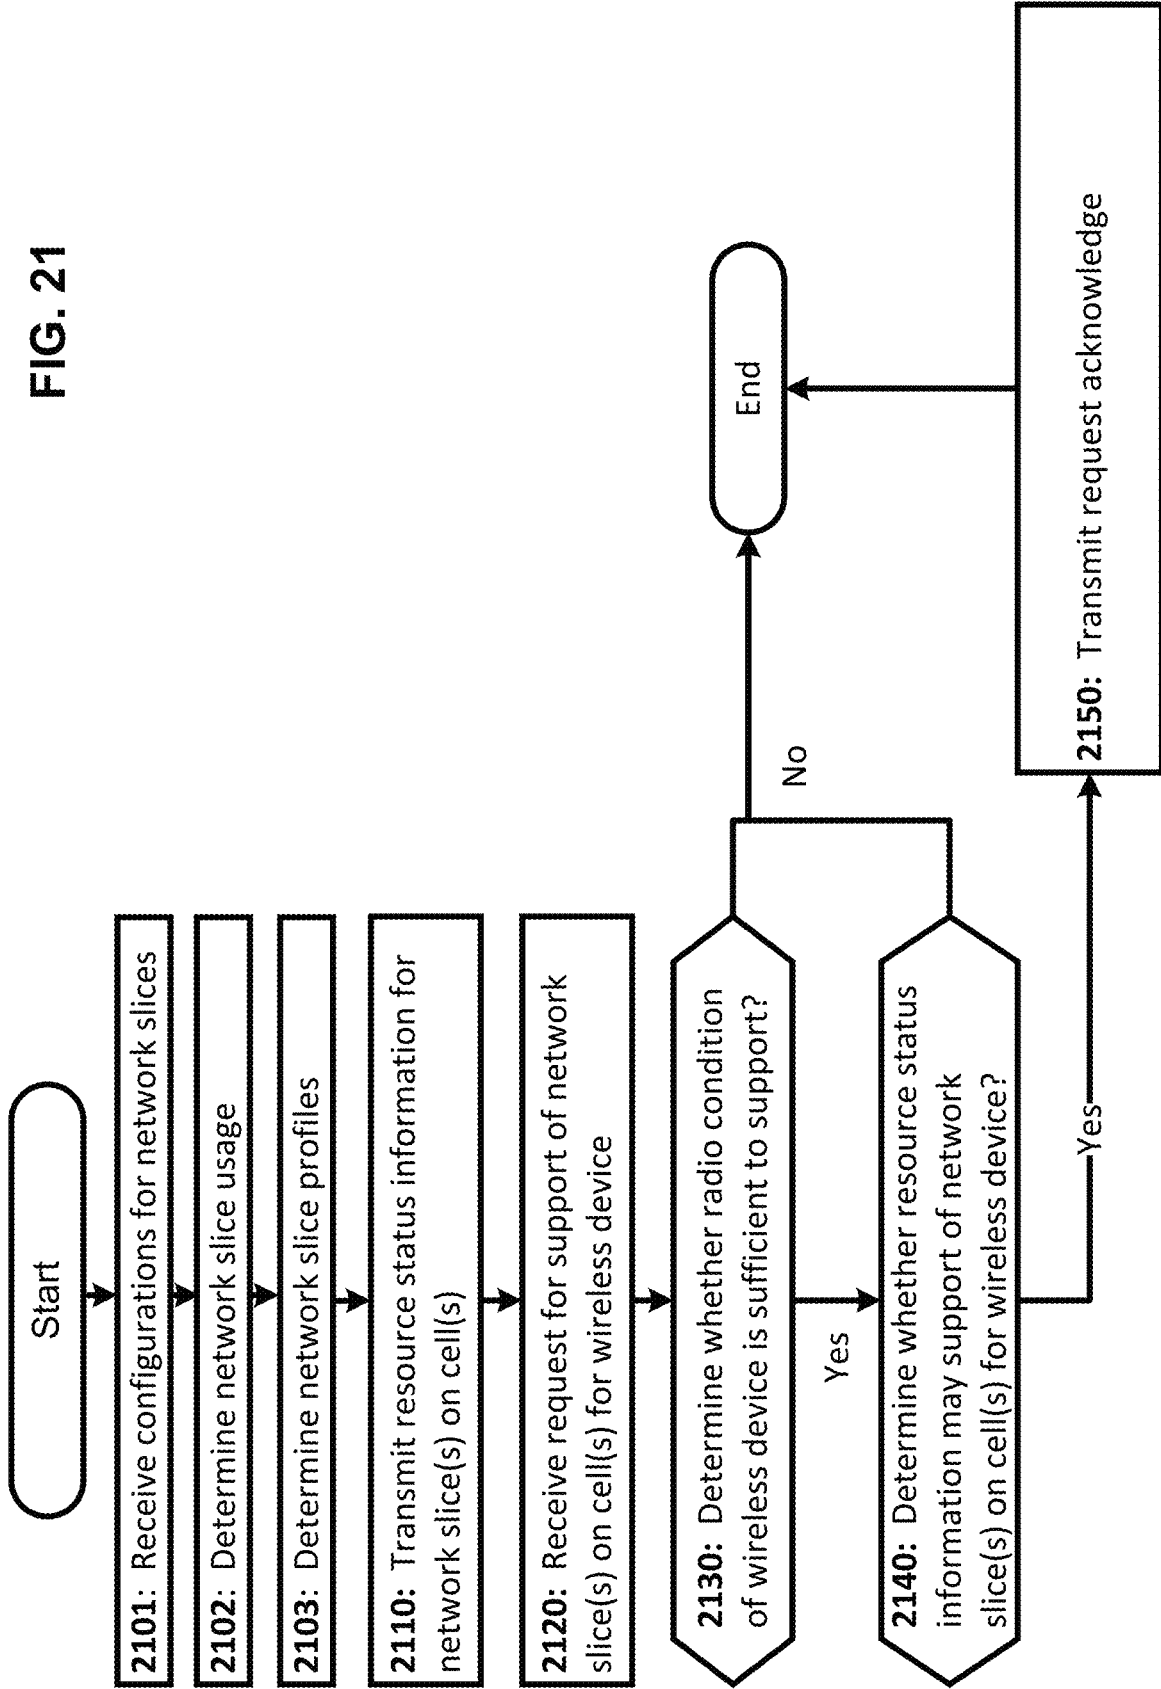 FIG. 21
Start
2101: Receive configurations for network slices
2102: Determine network slice usage
2103: Determine network slice profiles
2110: Transmit resource status information for
network slice(s) on cell(s)
2120: Receive request for support of network
slice(s) on cell(s) for wireless device
2130: Determine whether radio condition
of wireless device is sufficient to support?
Yes
No
End
2140: Determine whether resource status
information may support of network
slice(s) on cell(s) for wireless device?
Yes
2150: Transmit request acknowledge